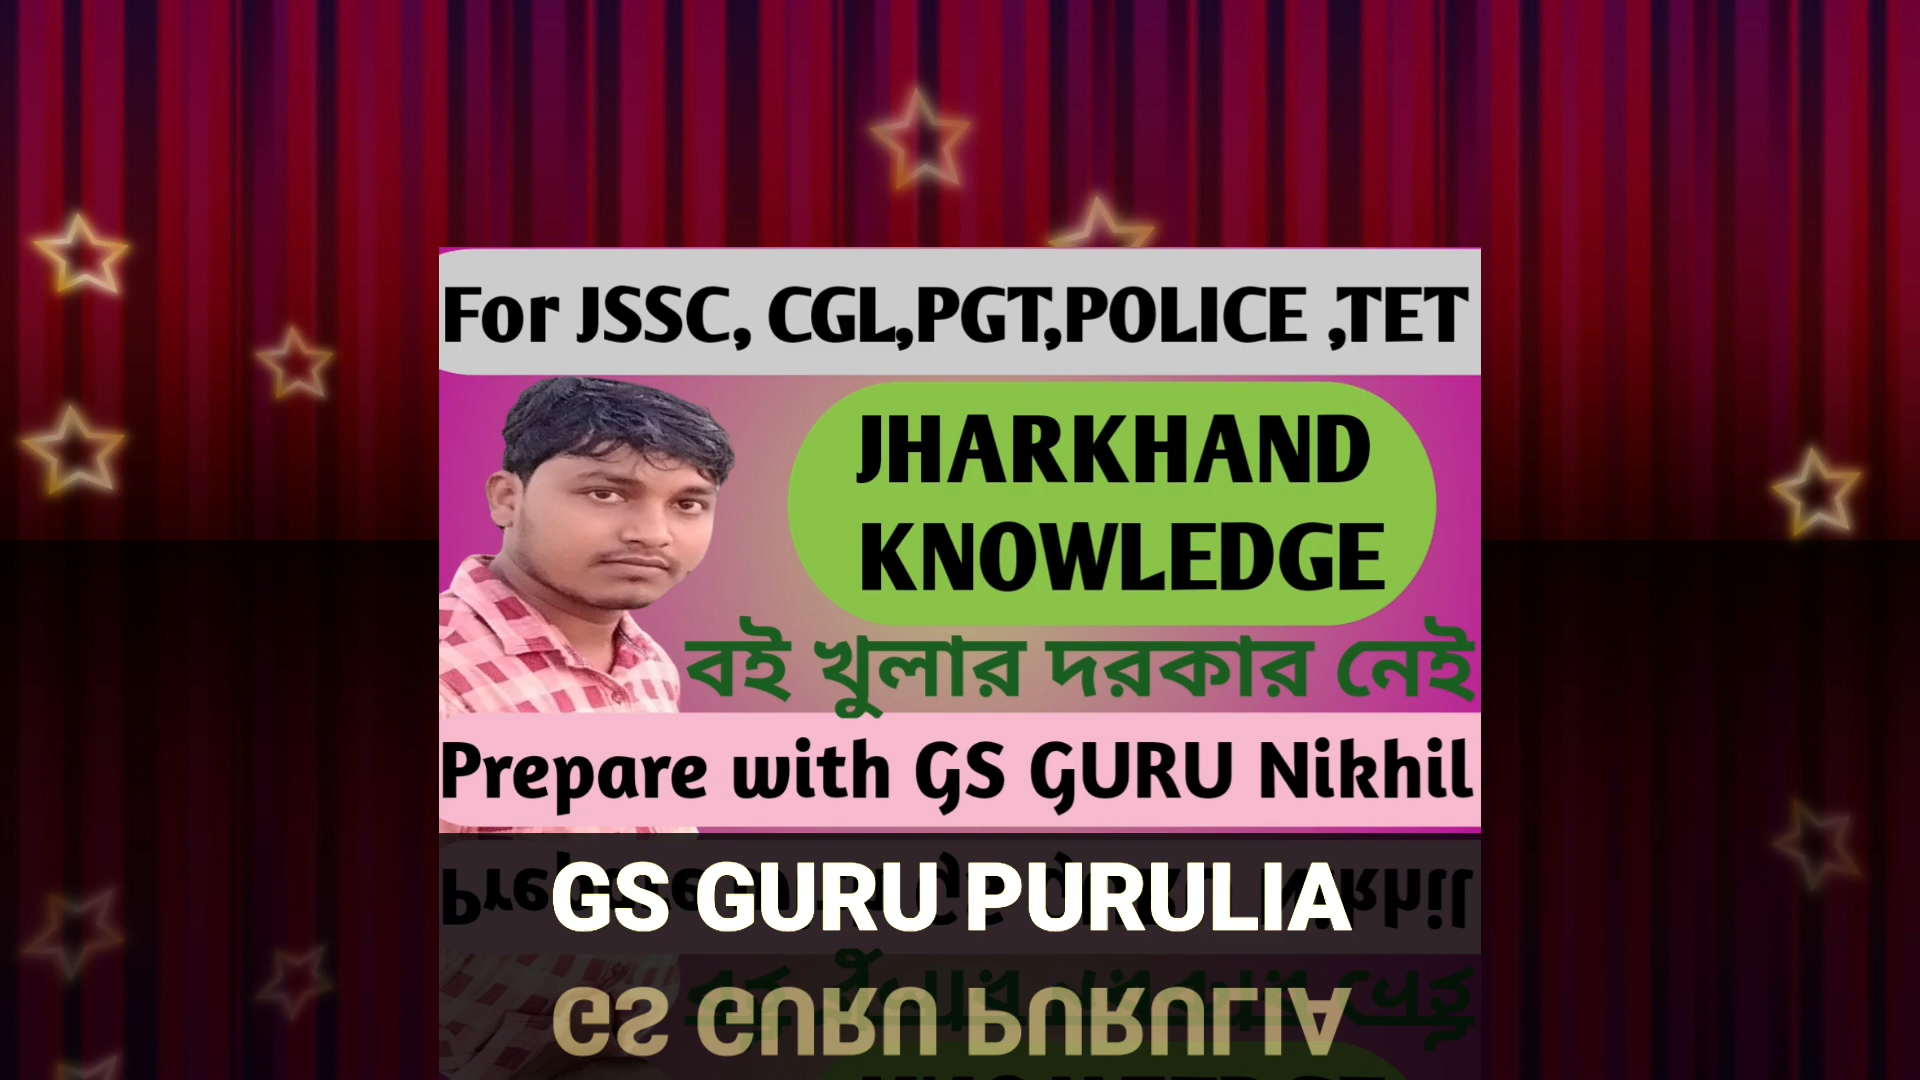 For JSSC, CGL,PGT,POLICE ,TET
JHARKHAND
KNOWLEDGE
বই খুলার দরকার নেই
Prepare with GS GURU Nikhil
GS GURU PURULIA